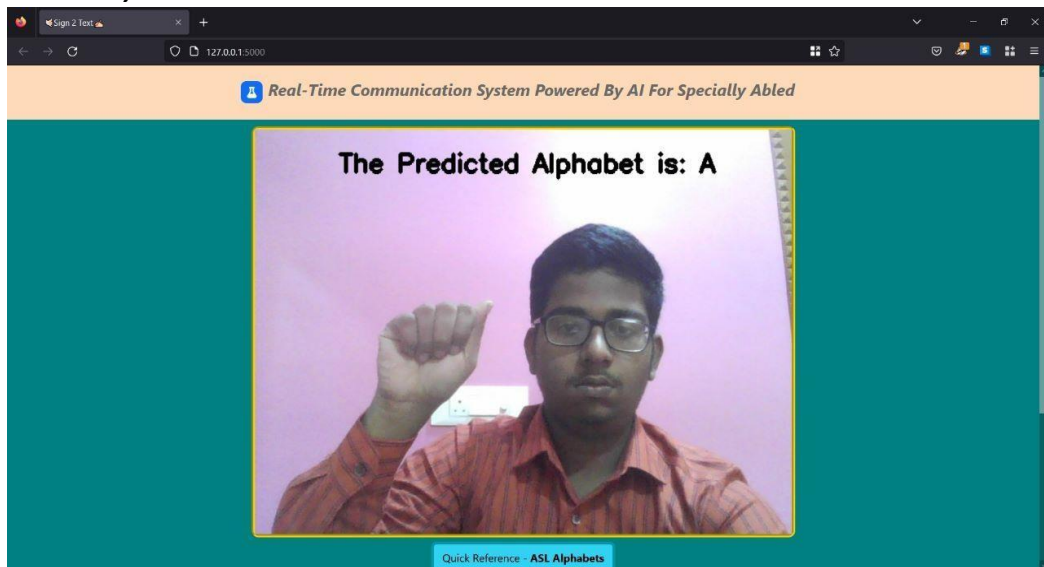 Sign 2 Text
127.0.0.1:5000
Real-Time Communication System Powered By AI For Specially Abled
The Predicted Alphabet is: A
Quick Reference - ASL Alphabets